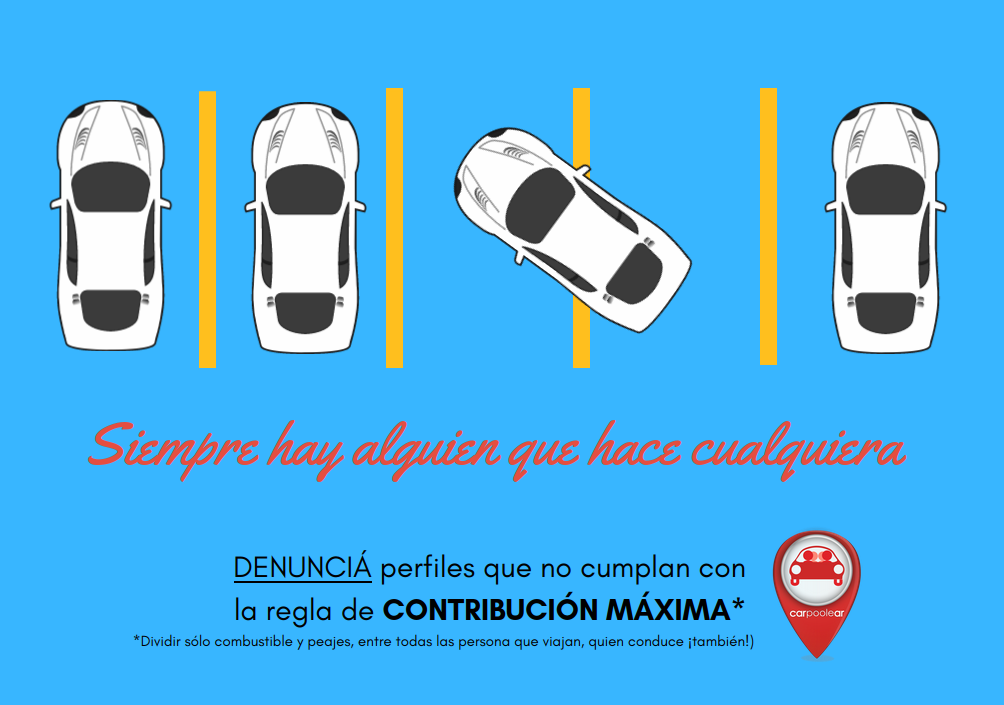 Siempre hay alguien que hace cualquiera
DENUNCIÁ perfiles que no cumplan con
la regla de CONTRIBUCIÓN MÁXIMA*
*Dividir sólo combustible y peajes, entre todas las persona que viajan, quien conduce ¡también!)
carpoolear